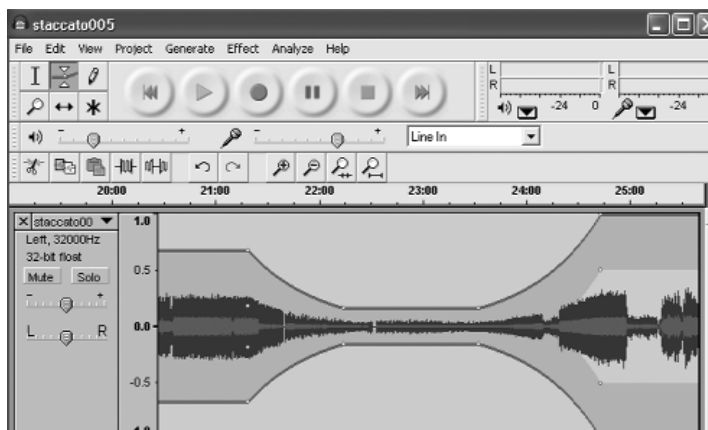 staccato005
File Edit View Project Generate Effect Analyze Help
L L
R R
-24 0 -24
- + - + Line In
20:00 21:00 22:00 23:00 24:00 25:00
staccato00 1.0
Left, 32000Hz
32-bit float
Mute Solo 0.5
- +
L R 0.0
-0.5
-1.0